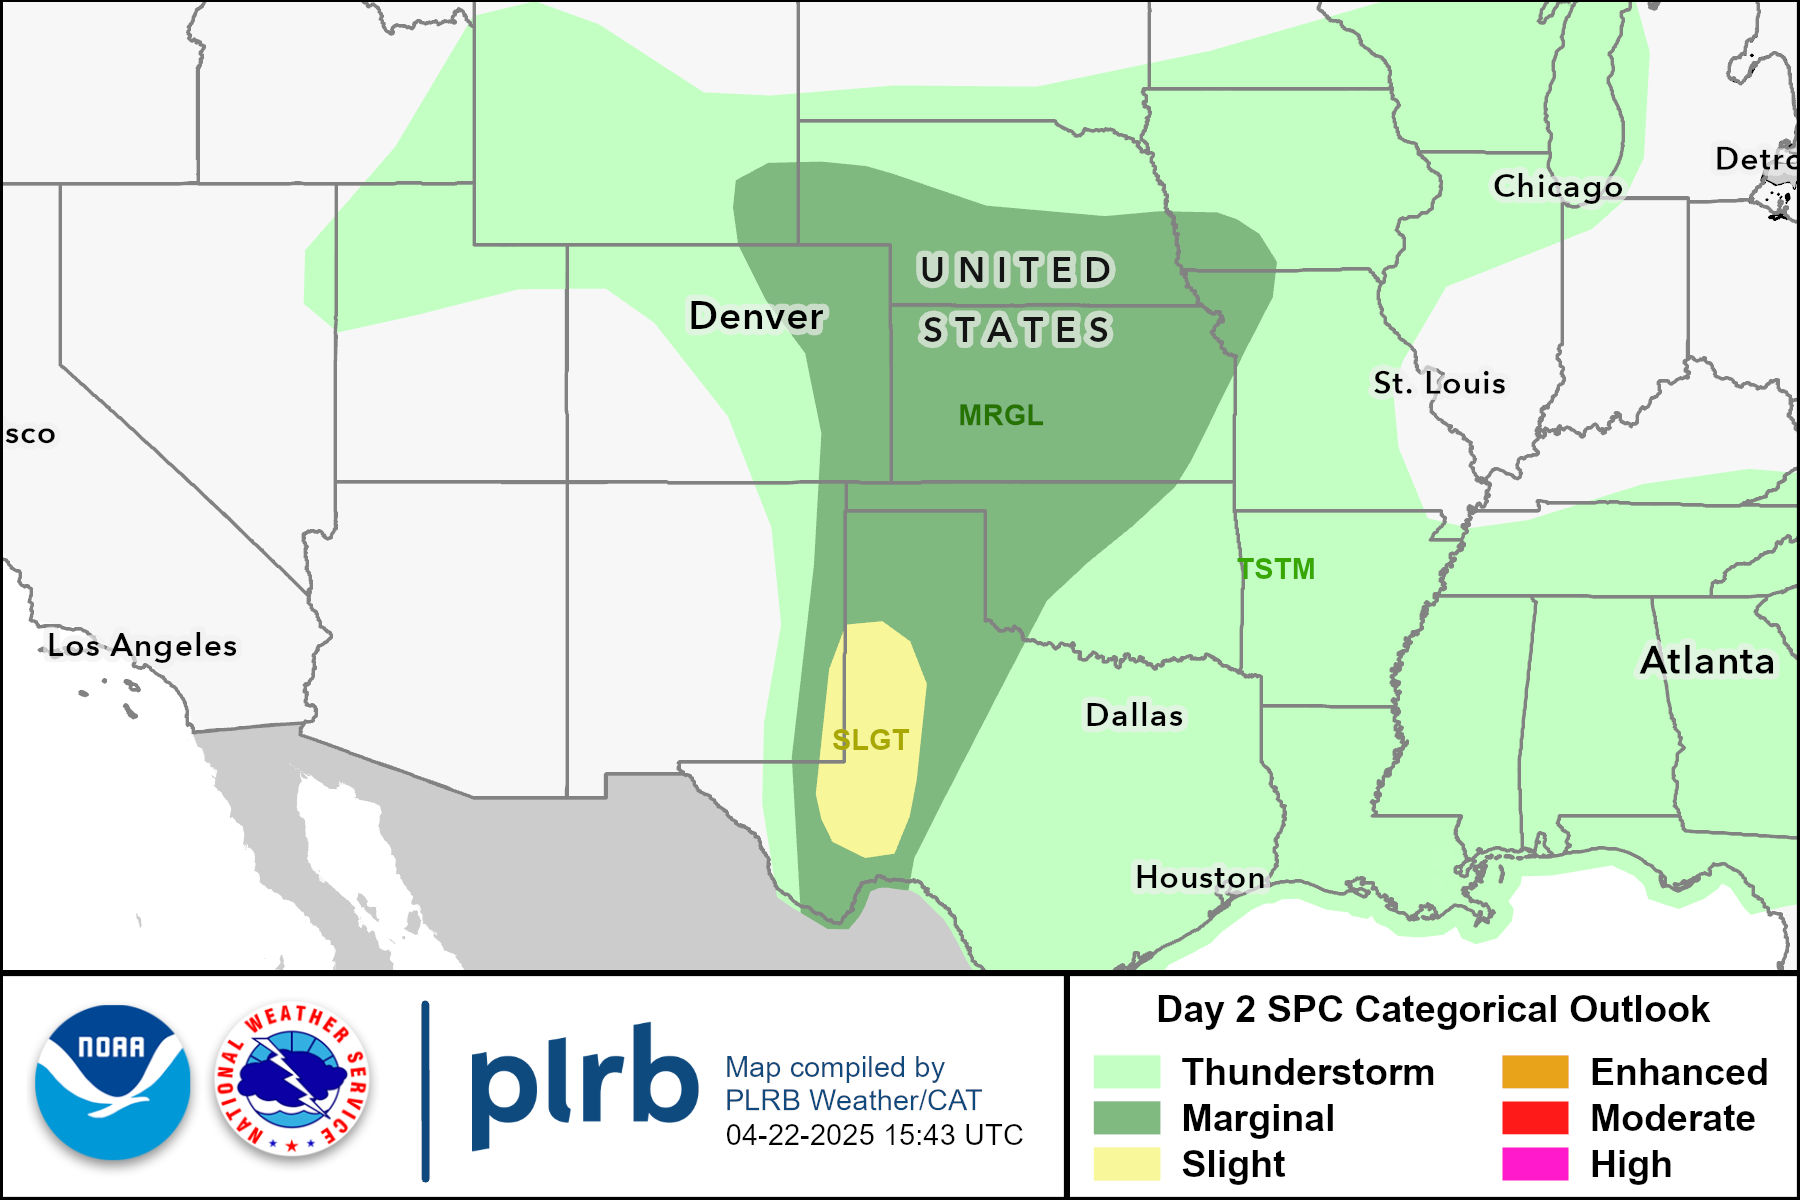 Detro
Chicago
UNITED
STATES
Denver
St. Louis
MRGL
sco
TSTM
Los Angeles
Atlanta
Dallas
SLGT
Houston
NOAA
NATIONAL WEATHER SERVICE
plrb
Map compiled by
PLRB Weather/CAT
04-22-2025 15:43 UTC
Day 2 SPC Categorical Outlook
Thunderstorm
Marginal
Slight
Enhanced
Moderate
High